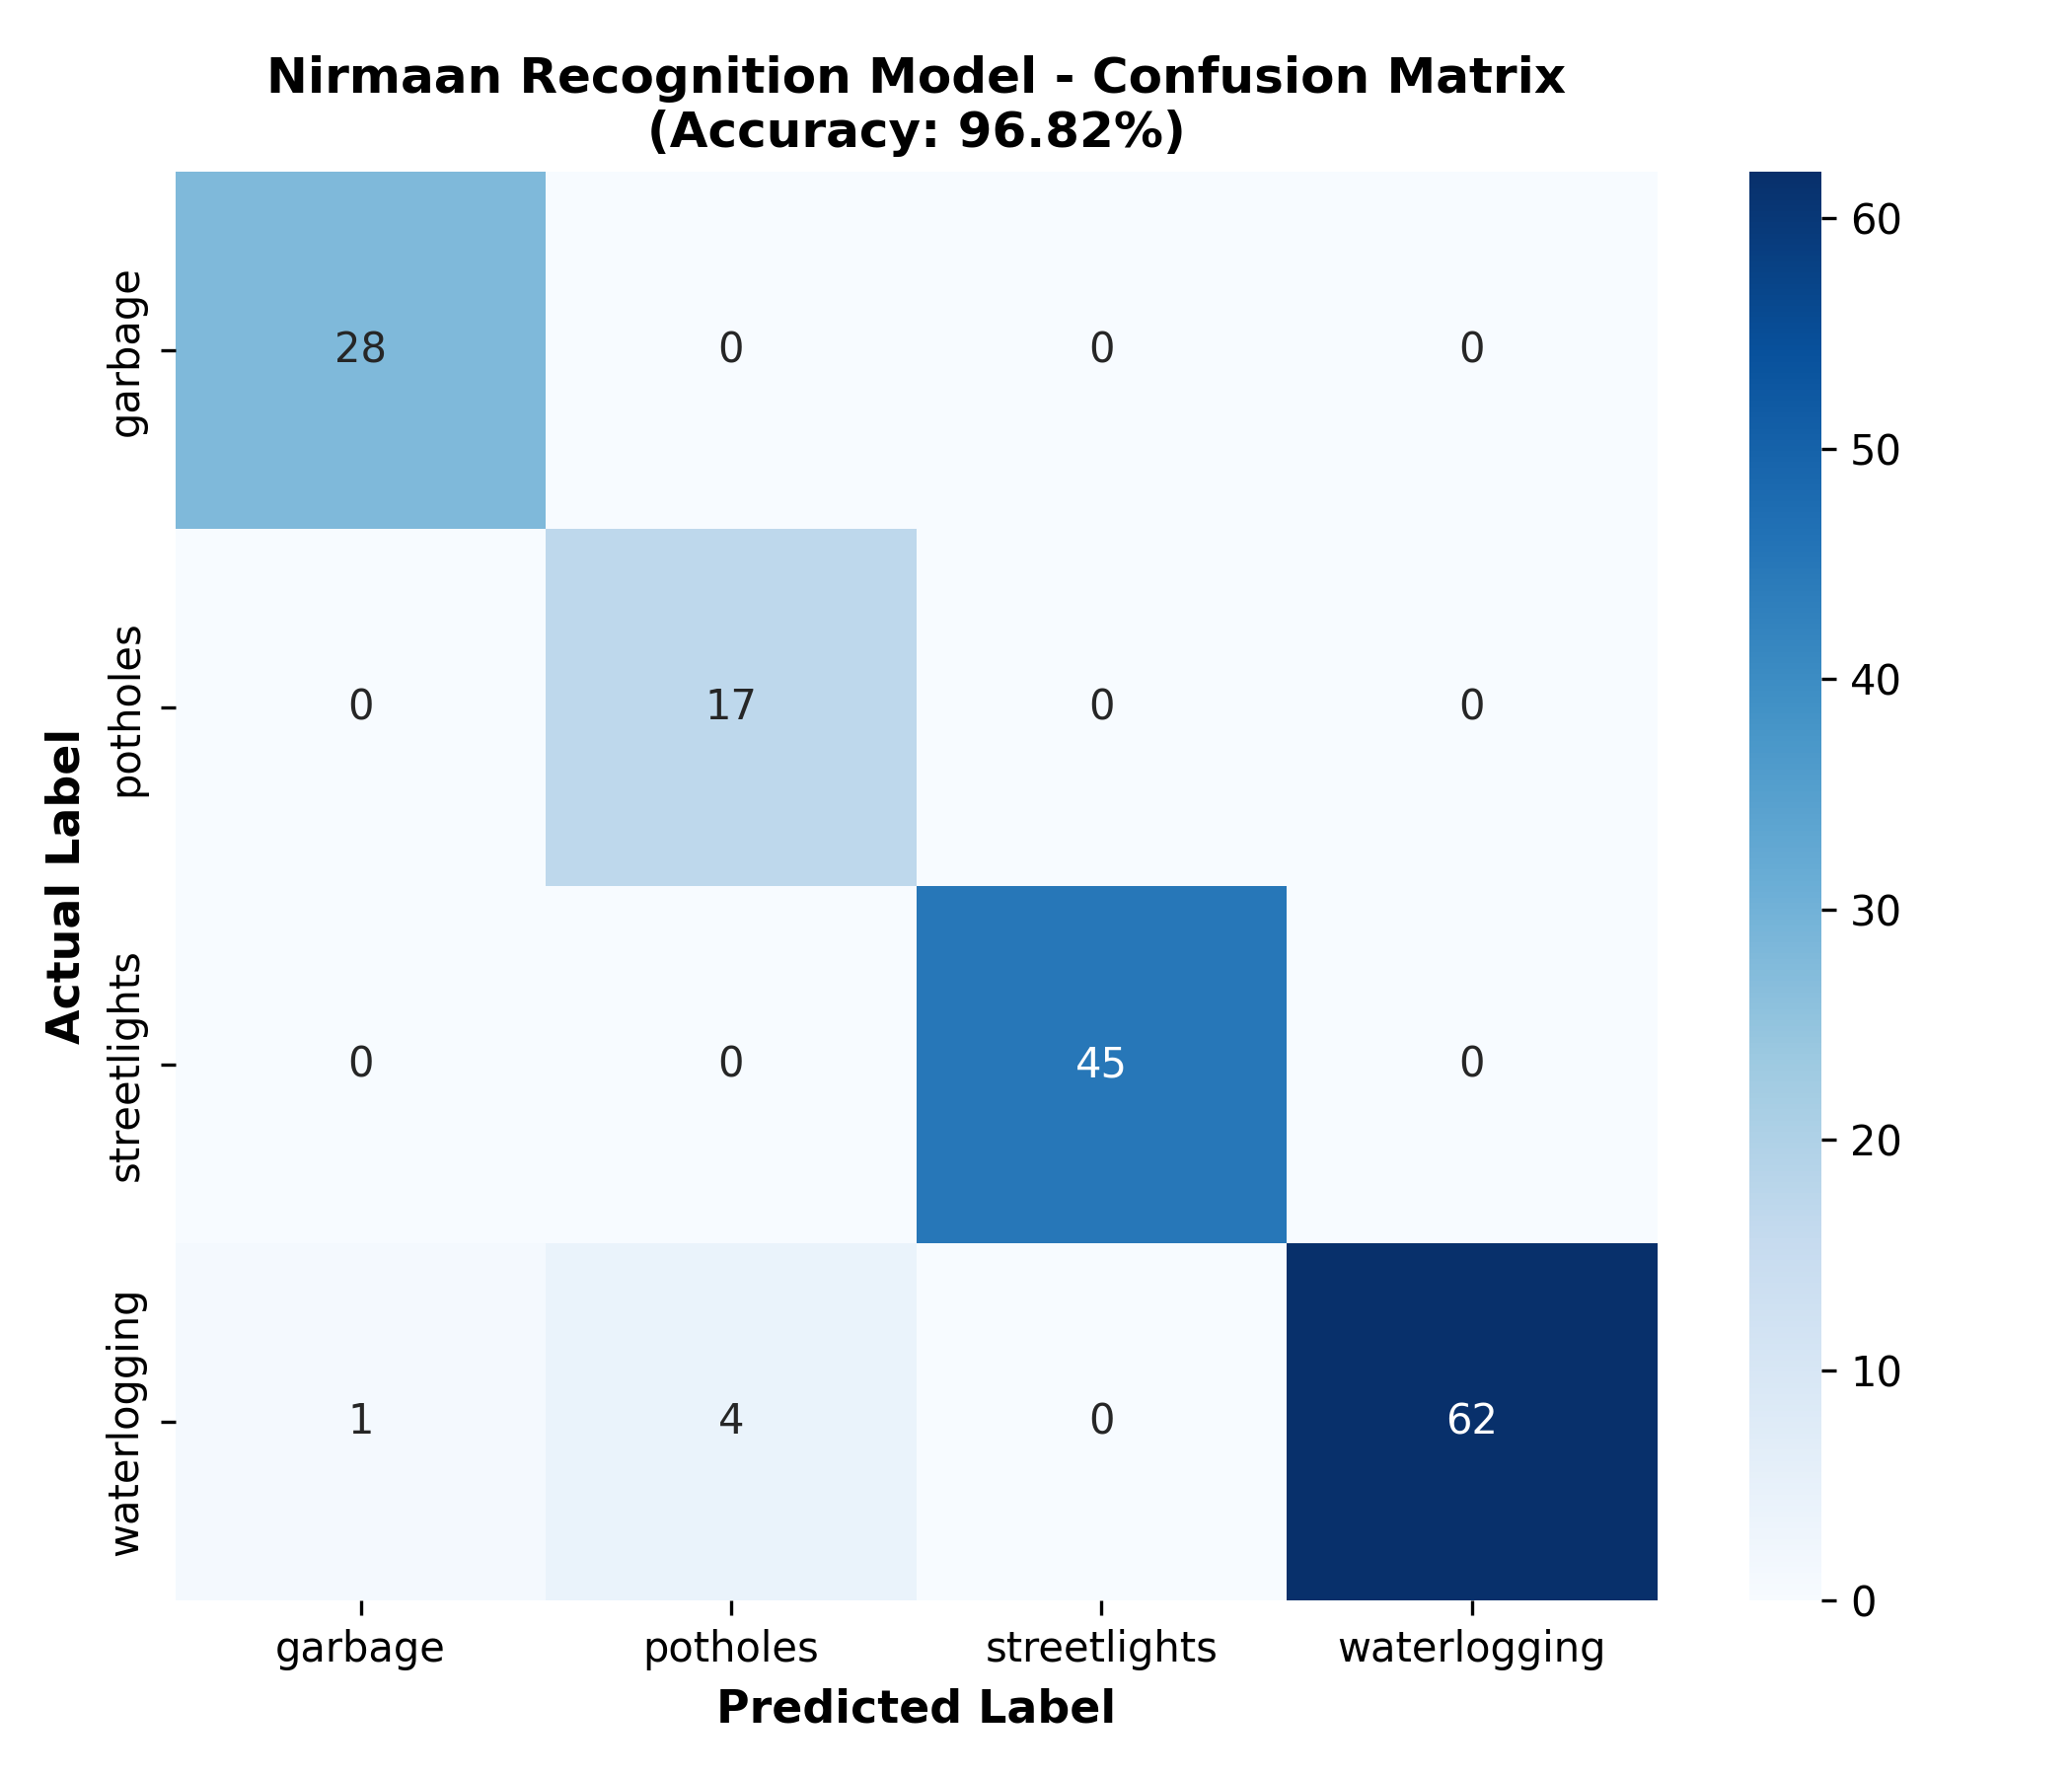 Nirmaan Recognition Model - Confusion Matrix
(Accuracy: 96.82%)
Actual Label
garbage
28 0 0 0
potholes
0 17 0 0
streetlights
0 0 45 0
waterlogging
1 4 0 62
garbage potholes streetlights waterlogging
Predicted Label
60
50
40
30
20
10
0